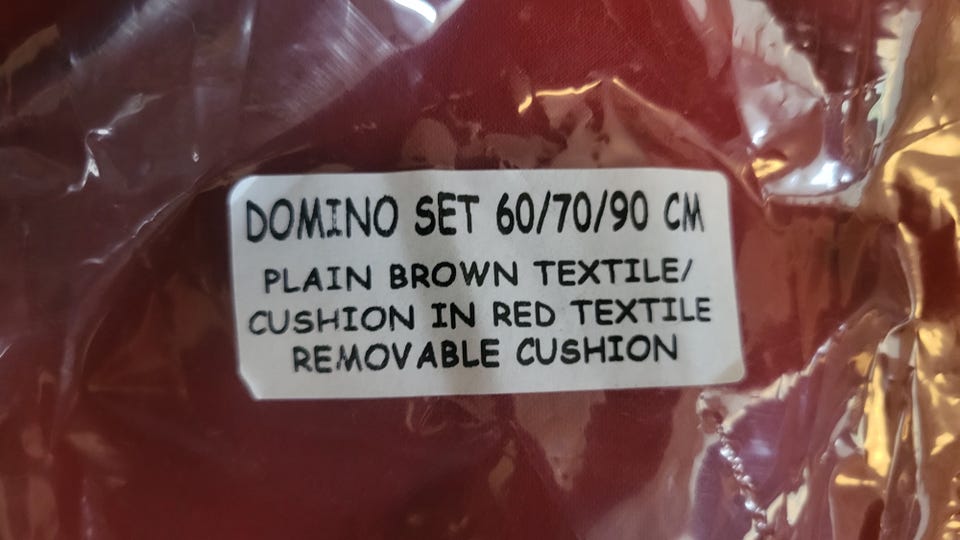 DOMINO SET 60/70/90 CM
PLAIN BROWN TEXTILE/
CUSHION IN RED TEXTILE
REMOVABLE CUSHION